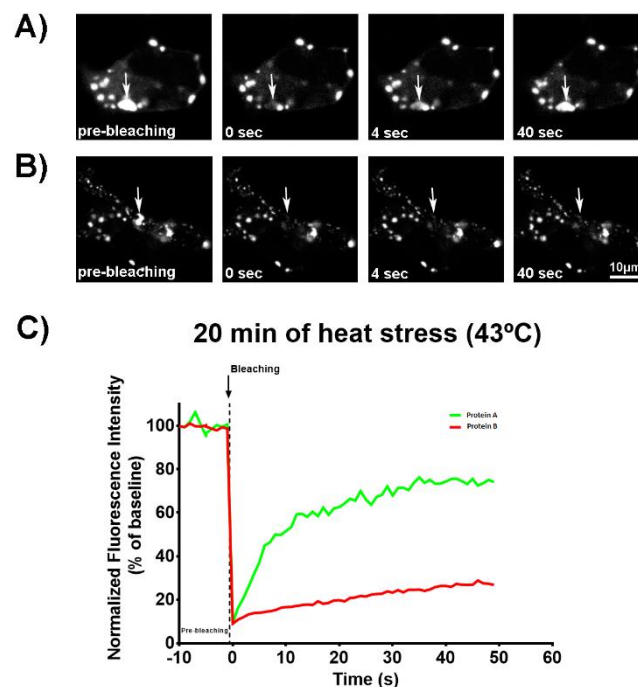 A)
pre-bleaching
0 sec
4 sec
40 sec
B)
pre-bleaching
0 sec
4 sec
40 sec
10µm
C)
20 min of heat stress (43ºC)
Bleaching
Protein A
Protein B
Normalized Fluorescence Intensity
(% of baseline)
100
80
60
40
20
0
Pre-bleaching
-10 0 10 20 30 40 50 60
Time (s)